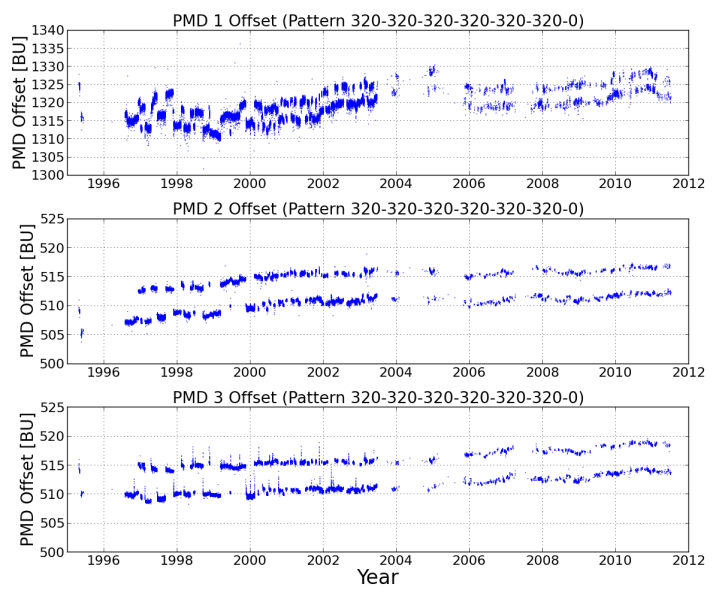 PMD 1 Offset (Pattern 320-320-320-320-320-320-0)
PMD Offset [BU]
1340
1335
1330
1325
1320
1315
1310
1305
1300
1996 1998 2000 2002 2004 2006 2008 2010 2012
PMD 2 Offset (Pattern 320-320-320-320-320-320-0)
PMD Offset [BU]
525
520
515
510
505
500
1996 1998 2000 2002 2004 2006 2008 2010 2012
PMD 3 Offset (Pattern 320-320-320-320-320-320-0)
PMD Offset [BU]
525
520
515
510
505
500
1996 1998 2000 2002 2004 2006 2008 2010 2012
Year